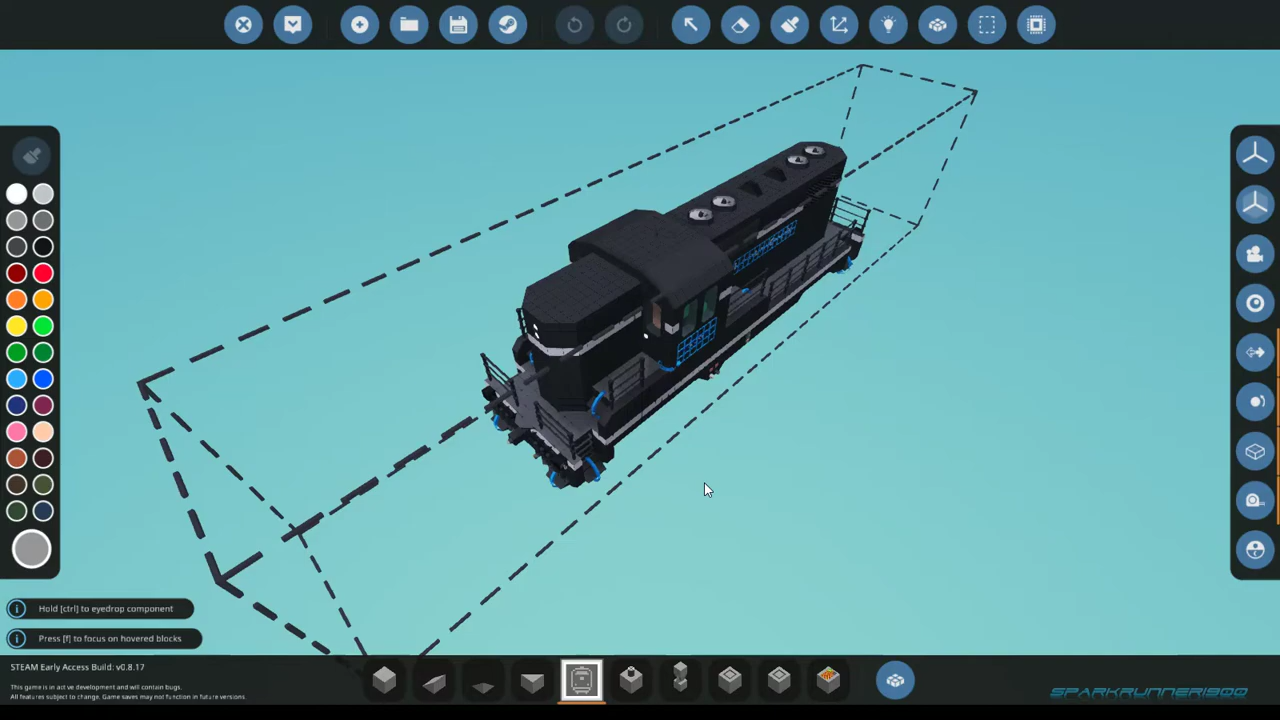 Hold [ctrl] to eyedrop component
Press [f] to focus on hovered blocks
STEAM Early Access Build: v0.8.17
This game is in active development and will contain bugs.
All features subject to change. Game saves may not function in future versions.
SPARKRUNNER1900